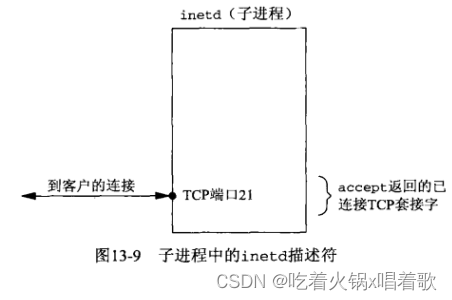 inetd（子进程）
到客户的连接
TCP端口21
accept返回的已
连接TCP套接字
图13-9 子进程中的inetd描述符
CSDN @吃着火锅x唱着歌